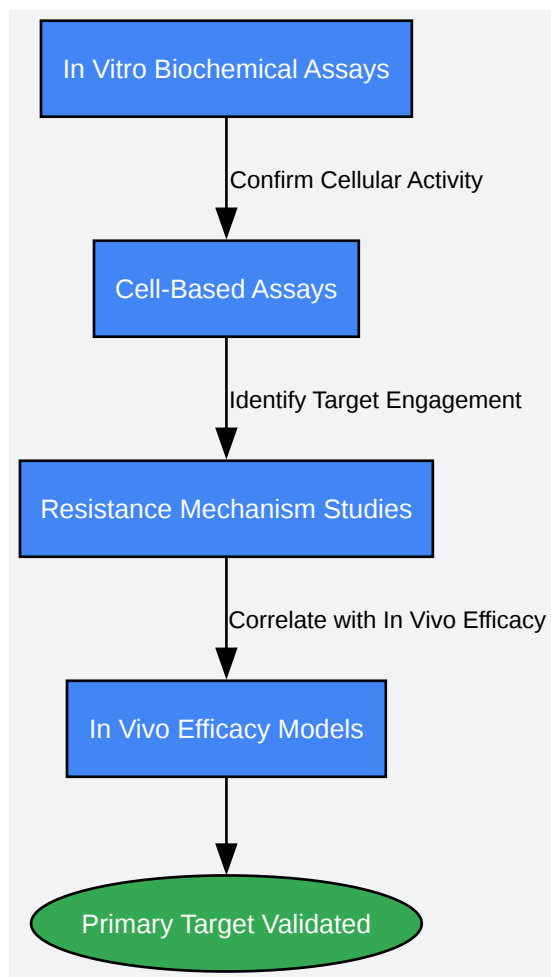 In Vitro Biochemical Assays
Confirm Cellular Activity
Cell-Based Assays
Identify Target Engagement
Resistance Mechanism Studies
Correlate with In Vivo Efficacy
In Vivo Efficacy Models
Primary Target Validated